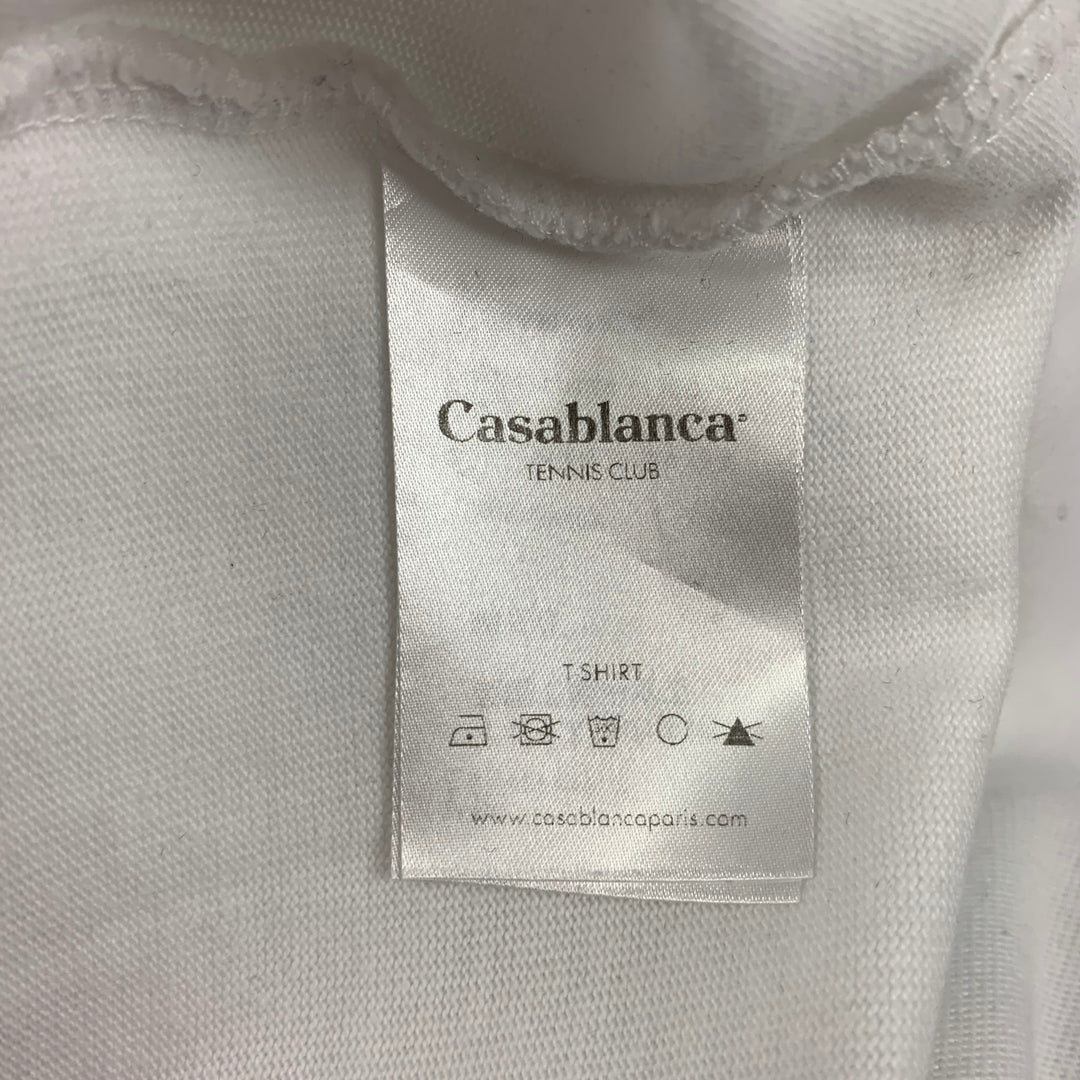 Casablanca
TENNIS CLUB
T SHIRT
www.casablancaparis.com